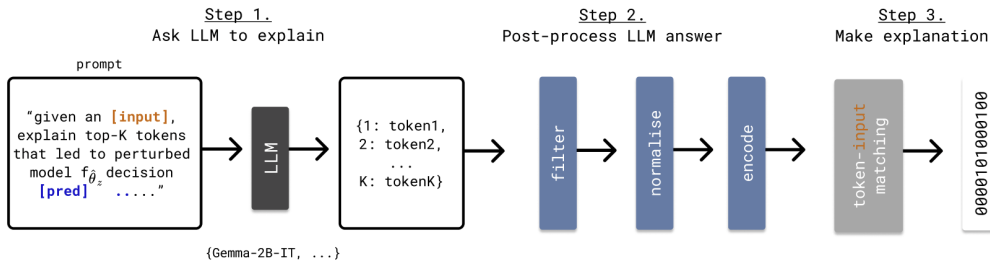 Step 1.
Ask LLM to explain
Step 2.
Post-process LLM answer
Step 3.
Make explanation
prompt
“given an [input],
explain top-K tokens
that led to perturbed
model f_θ̂_z decision
[pred] .....”
LLM
{Gemma-2B-IT, ...}
{1: token1,
2: token2,
...
K: tokenK}
filter
normalise
encode
token-input
matching
0000101000100